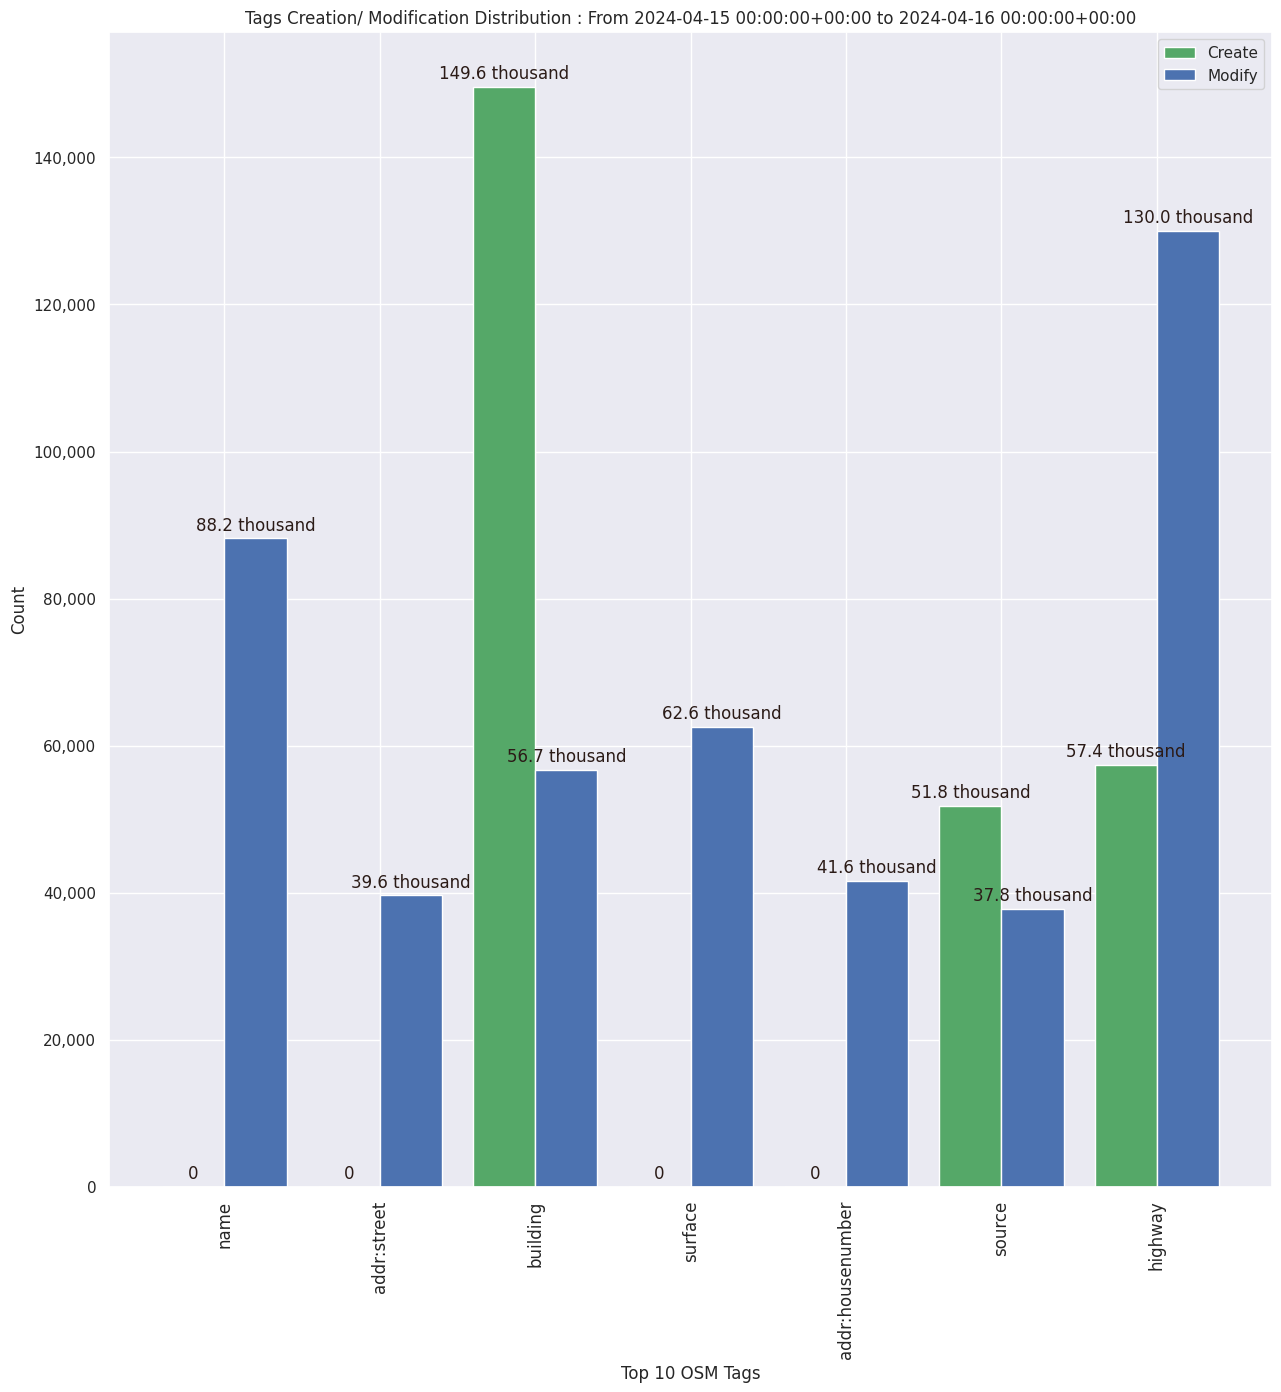 Tags Creation/ Modification Distribution : From 2024-04-15 00:00:00+00:00 to 2024-04-16 00:00:00+00:00
Create
Modify
149.6 thousand
130.0 thousand
88.2 thousand
62.6 thousand
56.7 thousand
57.4 thousand
51.8 thousand
39.6 thousand
41.6 thousand
37.8 thousand
0
0
0
0
140,000
120,000
100,000
80,000
60,000
40,000
20,000
0
Count
name
addr:street
building
surface
addr:housenumber
source
highway
Top 10 OSM Tags